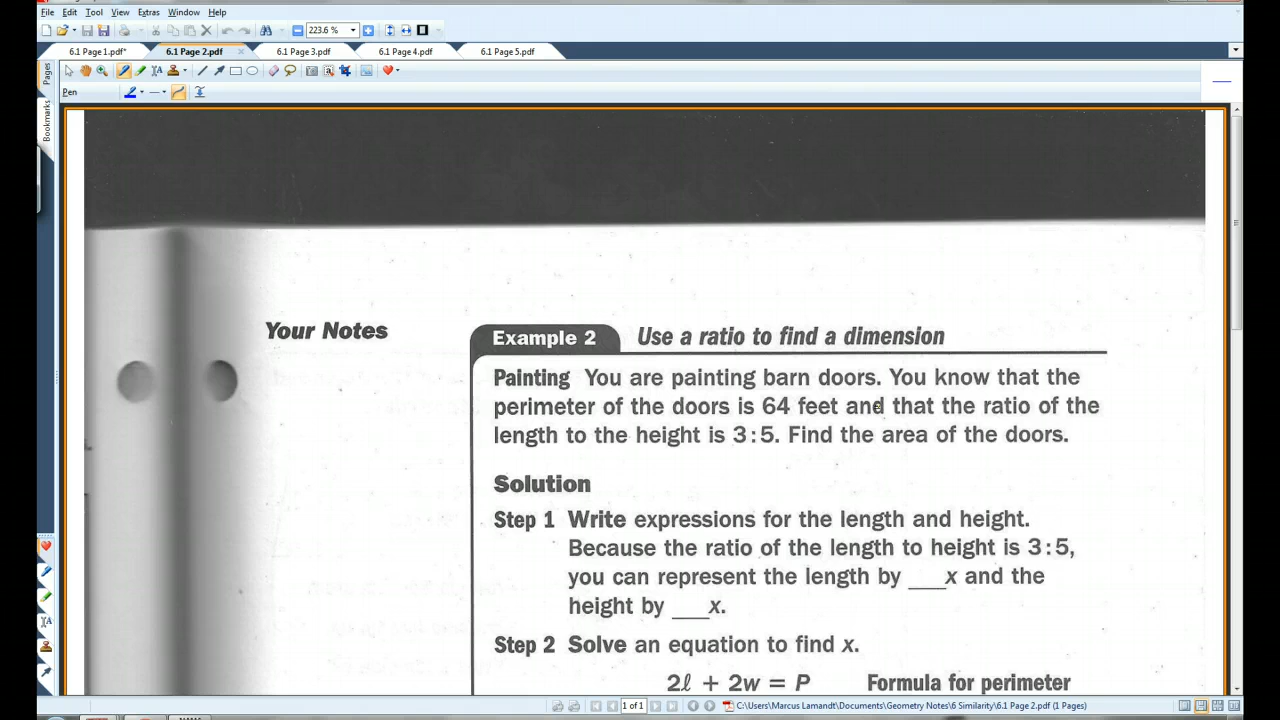 File Edit Tool View Extras Window Help
223.6 %
6.1 Page 1.pdf* 6.1 Page 2.pdf 6.1 Page 3.pdf 6.1 Page 4.pdf 6.1 Page 5.pdf
Pages
Bookmarks
Pen
Your Notes
Example 2 Use a ratio to find a dimension
Painting You are painting barn doors. You know that the
perimeter of the doors is 64 feet and that the ratio of the
length to the height is 3:5. Find the area of the doors.
Solution
Step 1 Write expressions for the length and height.
Because the ratio of the length to height is 3:5,
you can represent the length by ___x and the
height by ___x.
Step 2 Solve an equation to find x.
2ℓ + 2w = P Formula for perimeter
1 of 1
C:\Users\Marcus Lamandt\Documents\Geometry Notes\6 Similarity\6.1 Page 2.pdf (1 Pages)